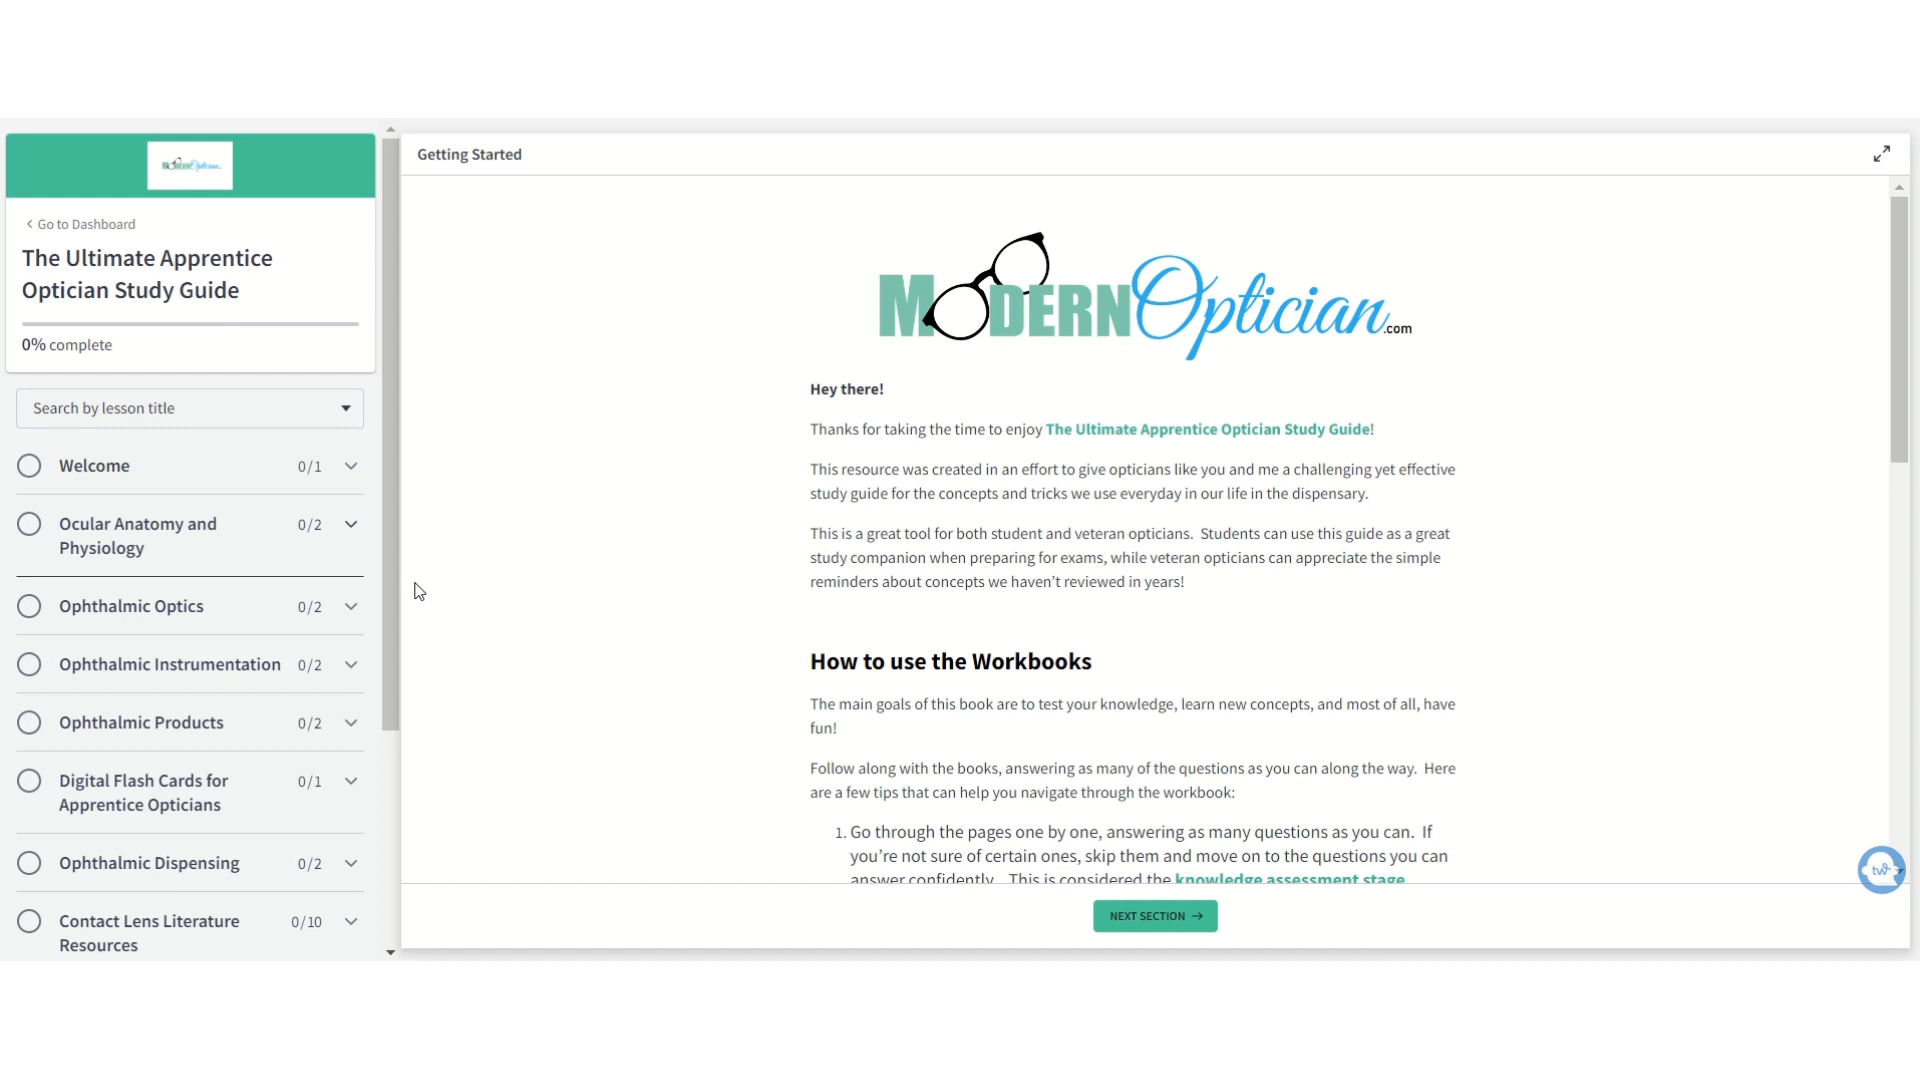 MODERN Optician
Go to Dashboard
The Ultimate Apprentice
Optician Study Guide
0% complete
Search by lesson title
Welcome 0/1
Ocular Anatomy and 0/2
Physiology
Ophthalmic Optics 0/2
Ophthalmic Instrumentation 0/2
Ophthalmic Products 0/2
Digital Flash Cards for 0/1
Apprentice Opticians
Ophthalmic Dispensing 0/2
Contact Lens Literature 0/10
Resources
Getting Started
MODERN Optician.com
Hey there!
Thanks for taking the time to enjoy The Ultimate Apprentice Optician Study Guide!
This resource was created in an effort to give opticians like you and me a challenging yet effective
study guide for the concepts and tricks we use everyday in our life in the dispensary.
This is a great tool for both student and veteran opticians. Students can use this guide as a great
study companion when preparing for exams, while veteran opticians can appreciate the simple
reminders about concepts we haven't reviewed in years!
How to use the Workbooks
The main goals of this book are to test your knowledge, learn new concepts, and most of all, have
fun!
Follow along with the books, answering as many of the questions as you can along the way. Here
are a few tips that can help you navigate through the workbook:
1. Go through the pages one by one, answering as many questions as you can. If
you're not sure of certain ones, skip them and move on to the questions you can
answer confidently. This is considered the knowledge assessment stage
NEXT SECTION →
tw